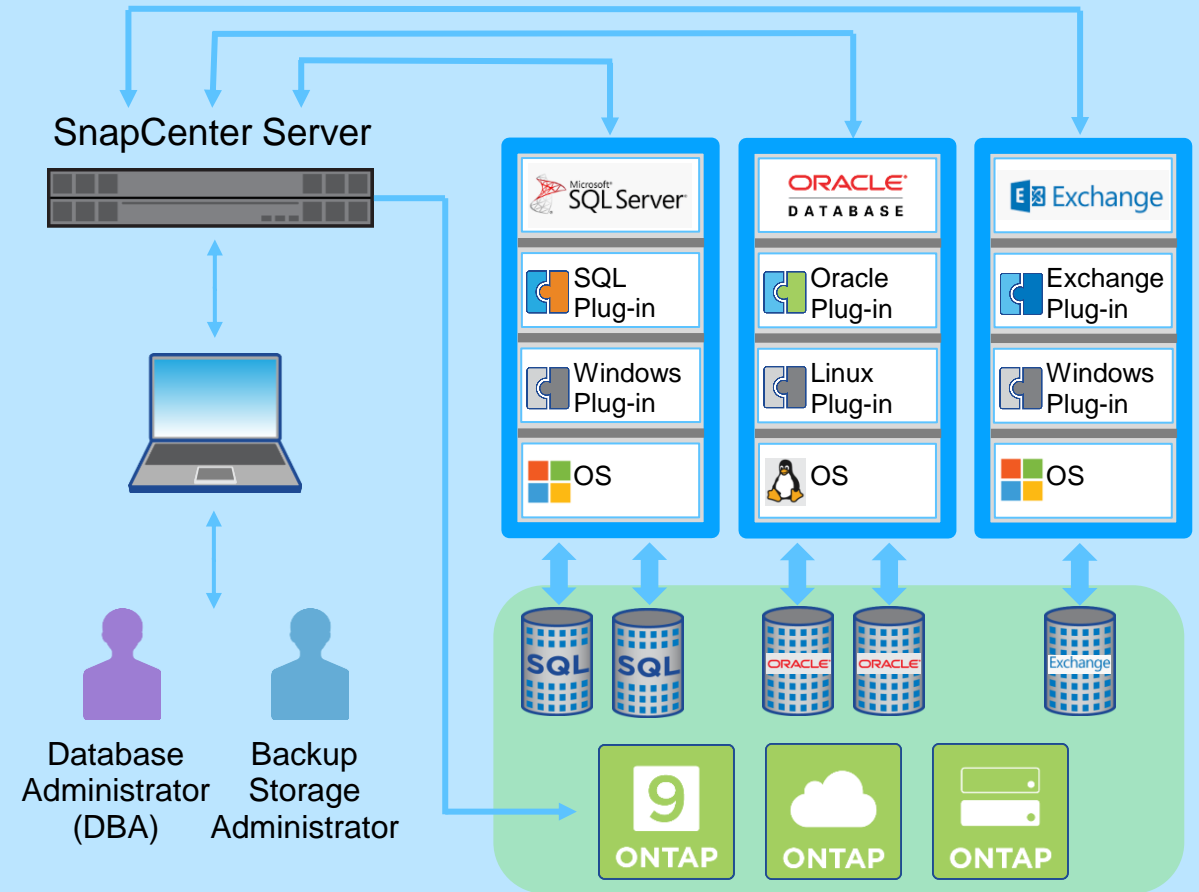 SnapCenter Server
Microsoft®
SQL Server®
ORACLE®
DATABASE
E Exchange
SQL
Plug-in
Oracle
Plug-in
Exchange
Plug-in
Windows
Plug-in
Linux
Plug-in
Windows
Plug-in
OS
OS
OS
SQL
SQL
ORACLE
ORACLE
Exchange
Database
Administrator
(DBA)
Backup
Storage
Administrator
9
ONTAP
ONTAP
ONTAP